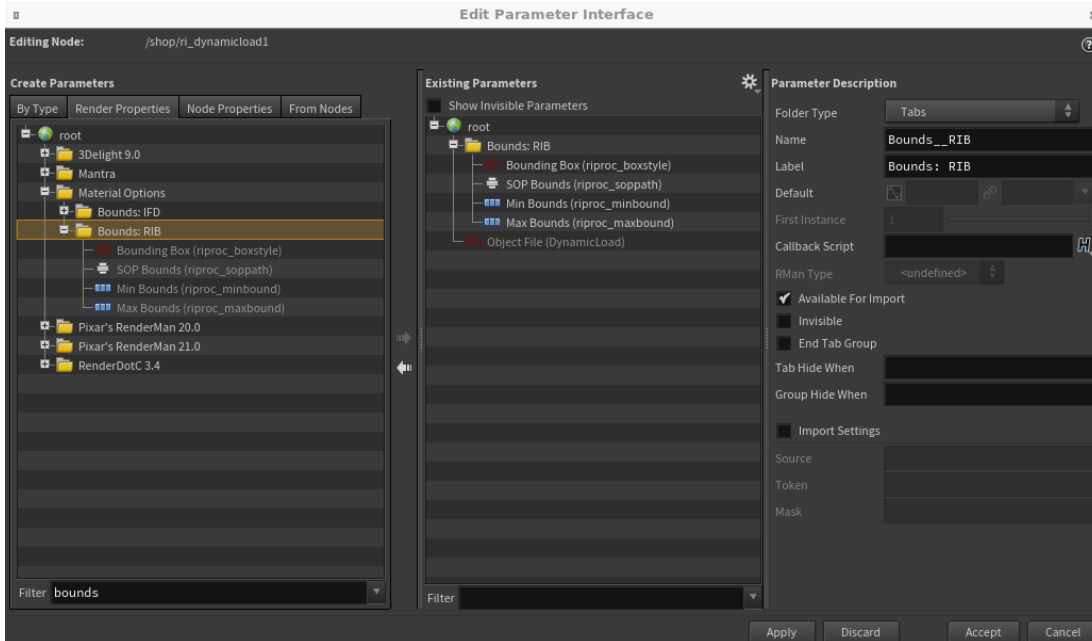 Edit Parameter Interface
Editing Node: /shop/ri_dynamicload1
Create Parameters
By Type Render Properties Node Properties From Nodes
root
3Delight 9.0
Mantra
Material Options
Bounds: IFD
Bounds: RIB
Bounding Box (riproc_boxstyle)
SOP Bounds (riproc_soppath)
Min Bounds (riproc_minbound)
Max Bounds (riproc_maxbound)
Pixar's RenderMan 20.0
Pixar's RenderMan 21.0
RenderDotC 3.4
Filter bounds
Existing Parameters
Show Invisible Parameters
root
Bounds: RIB
Bounding Box (riproc_boxstyle)
SOP Bounds (riproc_soppath)
Min Bounds (riproc_minbound)
Max Bounds (riproc_maxbound)
Object File (DynamicLoad)
Filter
Parameter Description
Folder Type Tabs
Name Bounds__RIB
Label Bounds: RIB
Default
First Instance 1
Callback Script
RMan Type <undefined>
Available For Import
Invisible
End Tab Group
Tab Hide When
Group Hide When
Import Settings
Source
Token
Mask
Apply Discard Accept Cancel